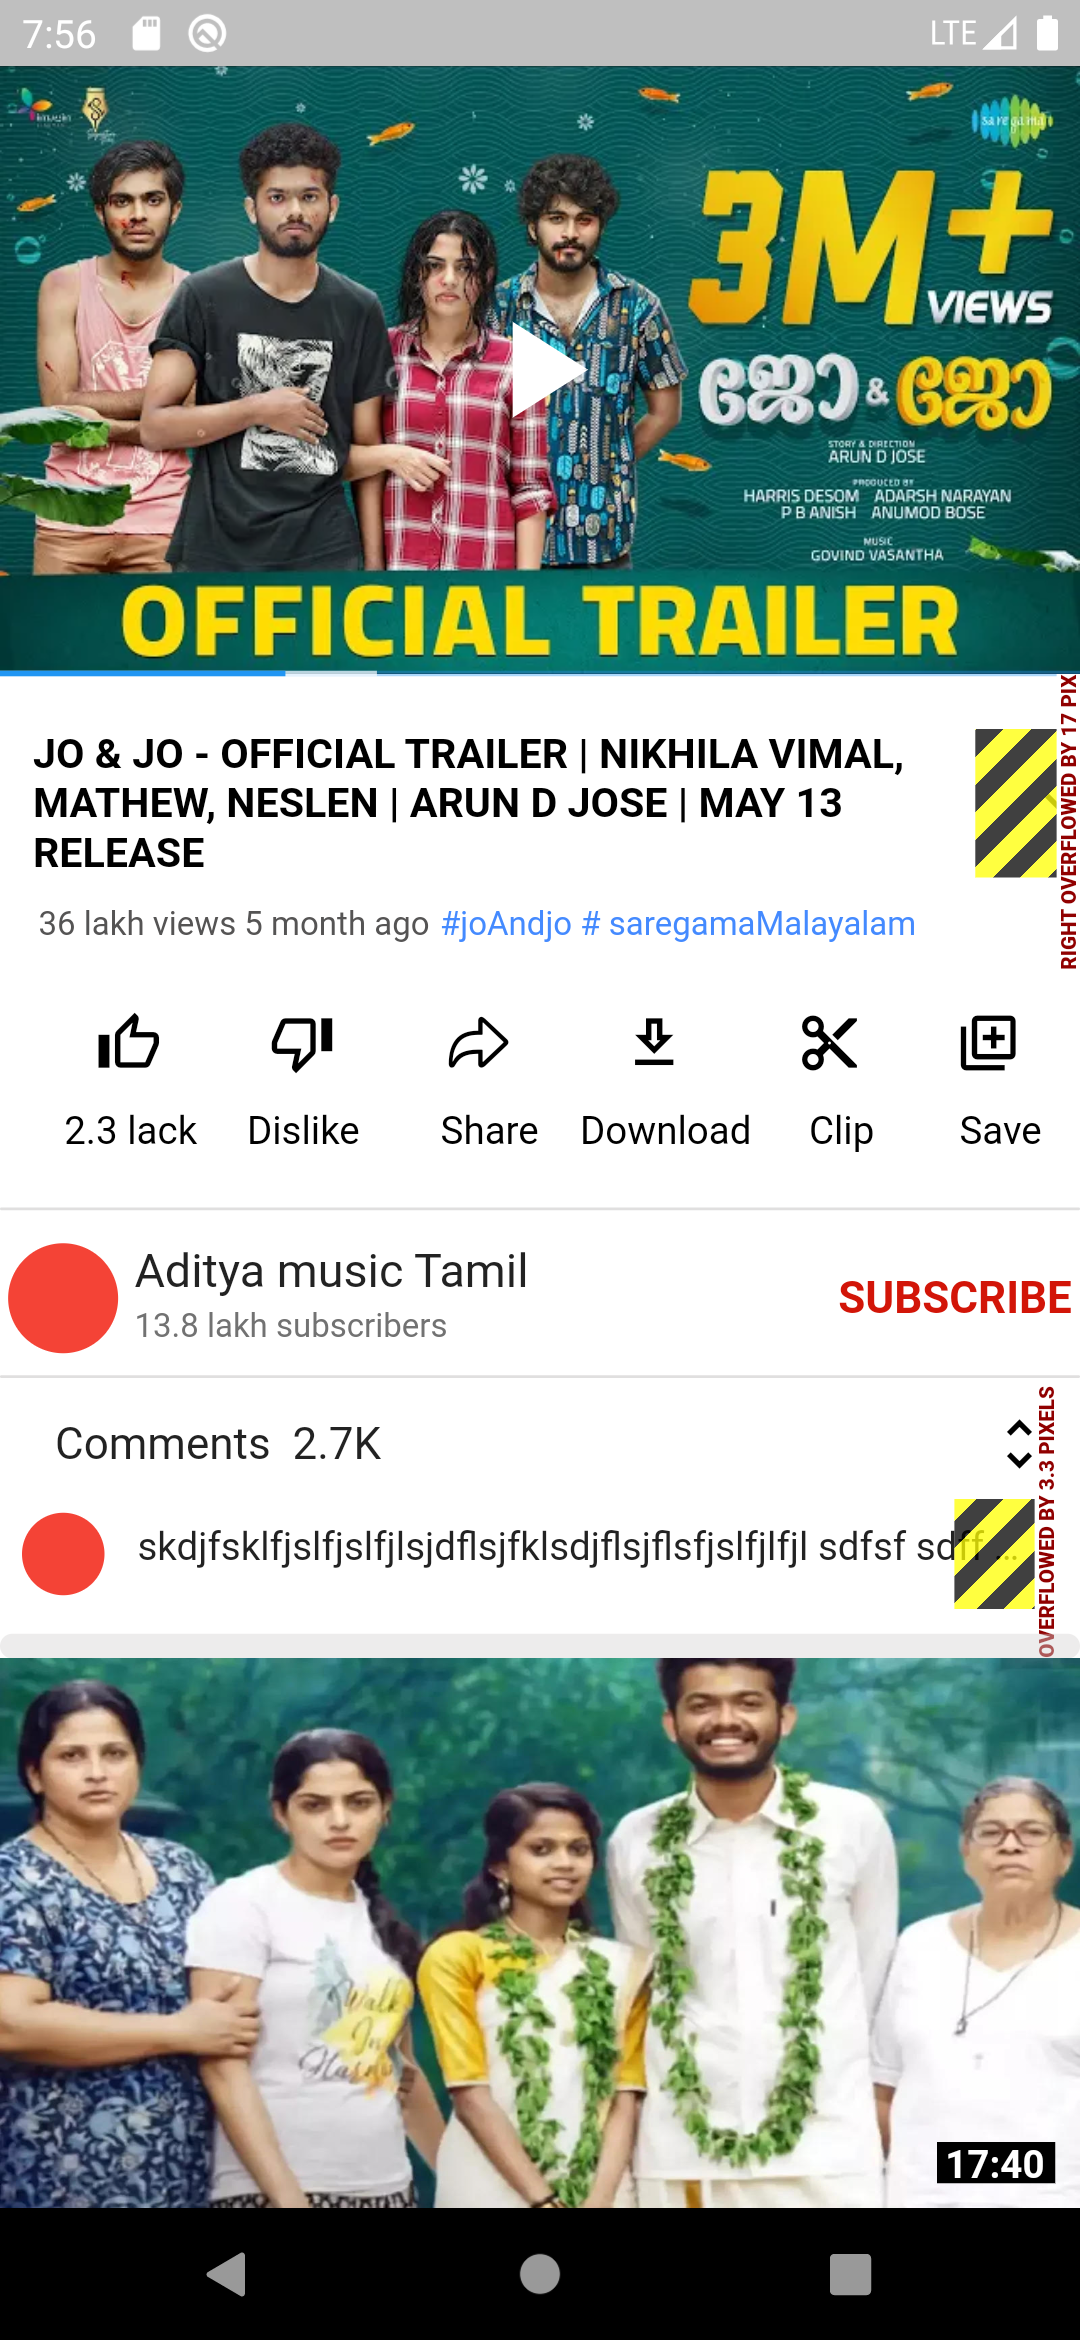 7:56
LTE
saregama
3M+
VIEWS
ജോ & ജോ
STORY & DIRECTION
ARUN D JOSE
PRODUCED BY
HARRIS DESOM ADARSH NARAYAN
P B ANISH ANUMOD BOSE
MUSIC
GOVIND VASANTHA
OFFICIAL TRAILER
RIGHT OVERFLOWED BY 17 PIX
JO & JO - OFFICIAL TRAILER | NIKHILA VIMAL,
MATHEW, NESLEN | ARUN D JOSE | MAY 13
RELEASE
36 lakh views 5 month ago #joAndjo # saregamaMalayalam
2.3 lack Dislike Share Download Clip Save
Aditya music Tamil
13.8 lakh subscribers
SUBSCRIBE
Comments 2.7K
OVERFLOWED BY 3.3 PIXELS
skdjfsklfjslfjslfjlsjdflsjfklsdjflsjflsfjslfjlfjl sdfsf sdff ...
Walk
17:40